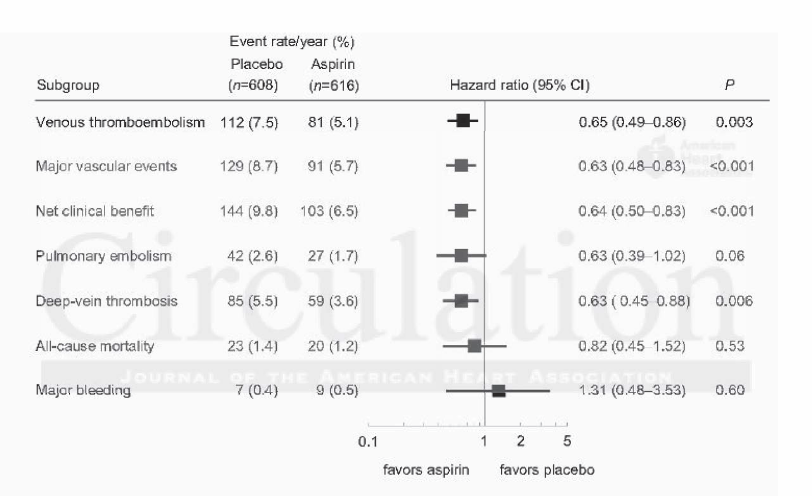 Event rate/year (%)
Placebo Aspirin
Subgroup (n=608) (n=616) Hazard ratio (95% CI) P
Venous thromboembolism 112 (7.5) 81 (5.1) 0.65 (0.49–0.86) 0.003
American
Heart
Association
Major vascular events 129 (8.7) 91 (5.7) 0.63 (0.48–0.83) <0.001
Net clinical benefit 144 (9.8) 103 (6.5) 0.64 (0.50–0.83) <0.001
Circulation
Pulmonary embolism 42 (2.6) 27 (1.7) 0.63 (0.39–1.02) 0.06
Deep-vein thrombosis 85 (5.5) 59 (3.6) 0.63 ( 0.45–0.88) 0.006
All-cause mortality 23 (1.4) 20 (1.2) 0.82 (0.45–1.52) 0.53
JOURNAL OF THE AMERICAN HEART ASSOCIATION
Major bleeding 7 (0.4) 9 (0.5) 1.31 (0.48–3.53) 0.60
0.1 1 2 5
favors aspirin favors placebo